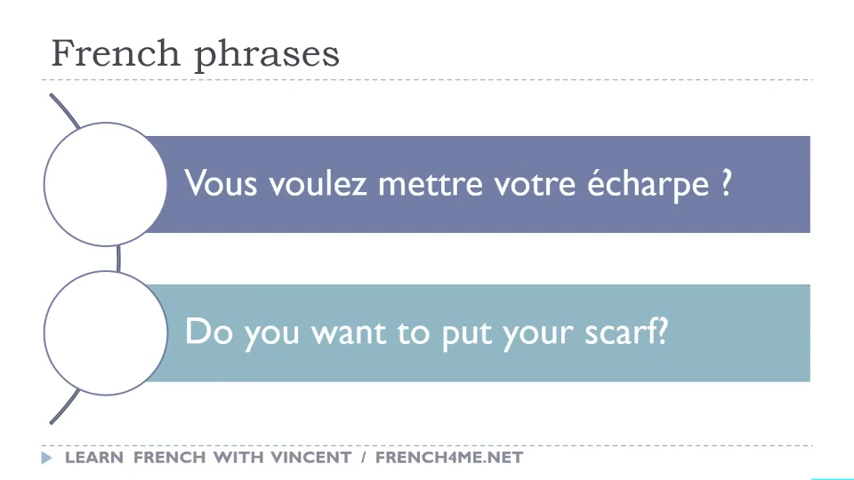 French phrases
Vous voulez mettre votre écharpe ?
Do you want to put your scarf?
LEARN FRENCH WITH VINCENT / FRENCH4ME.NET